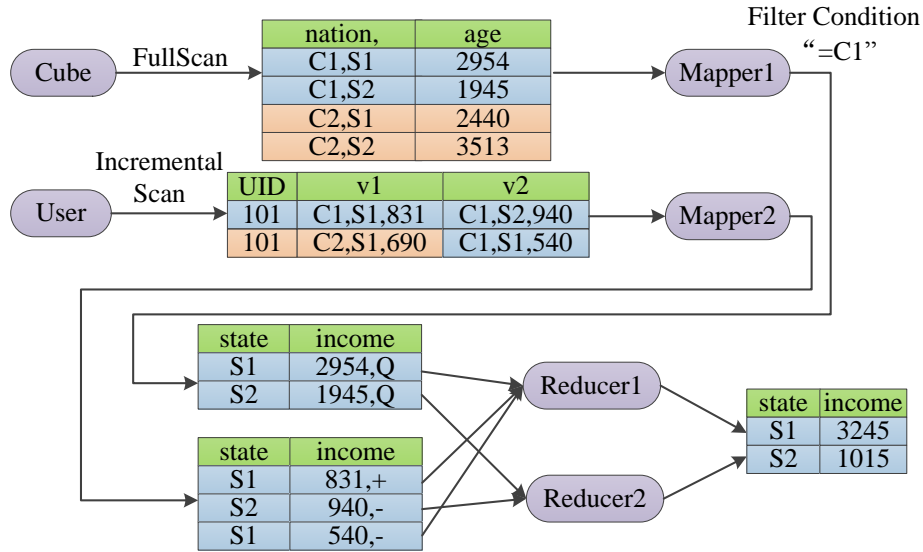 Filter Condition
“=C1”
Cube
FullScan
nation, age
C1,S1 2954
C1,S2 1945
C2,S1 2440
C2,S2 3513
Mapper1
User
Incremental
Scan
UID v1 v2
101 C1,S1,831 C1,S2,940
101 C2,S1,690 C1,S1,540
Mapper2
state income
S1 2954,Q
S2 1945,Q
state income
S1 831,+
S2 940,-
S1 540,-
Reducer1
Reducer2
state income
S1 3245
S2 1015